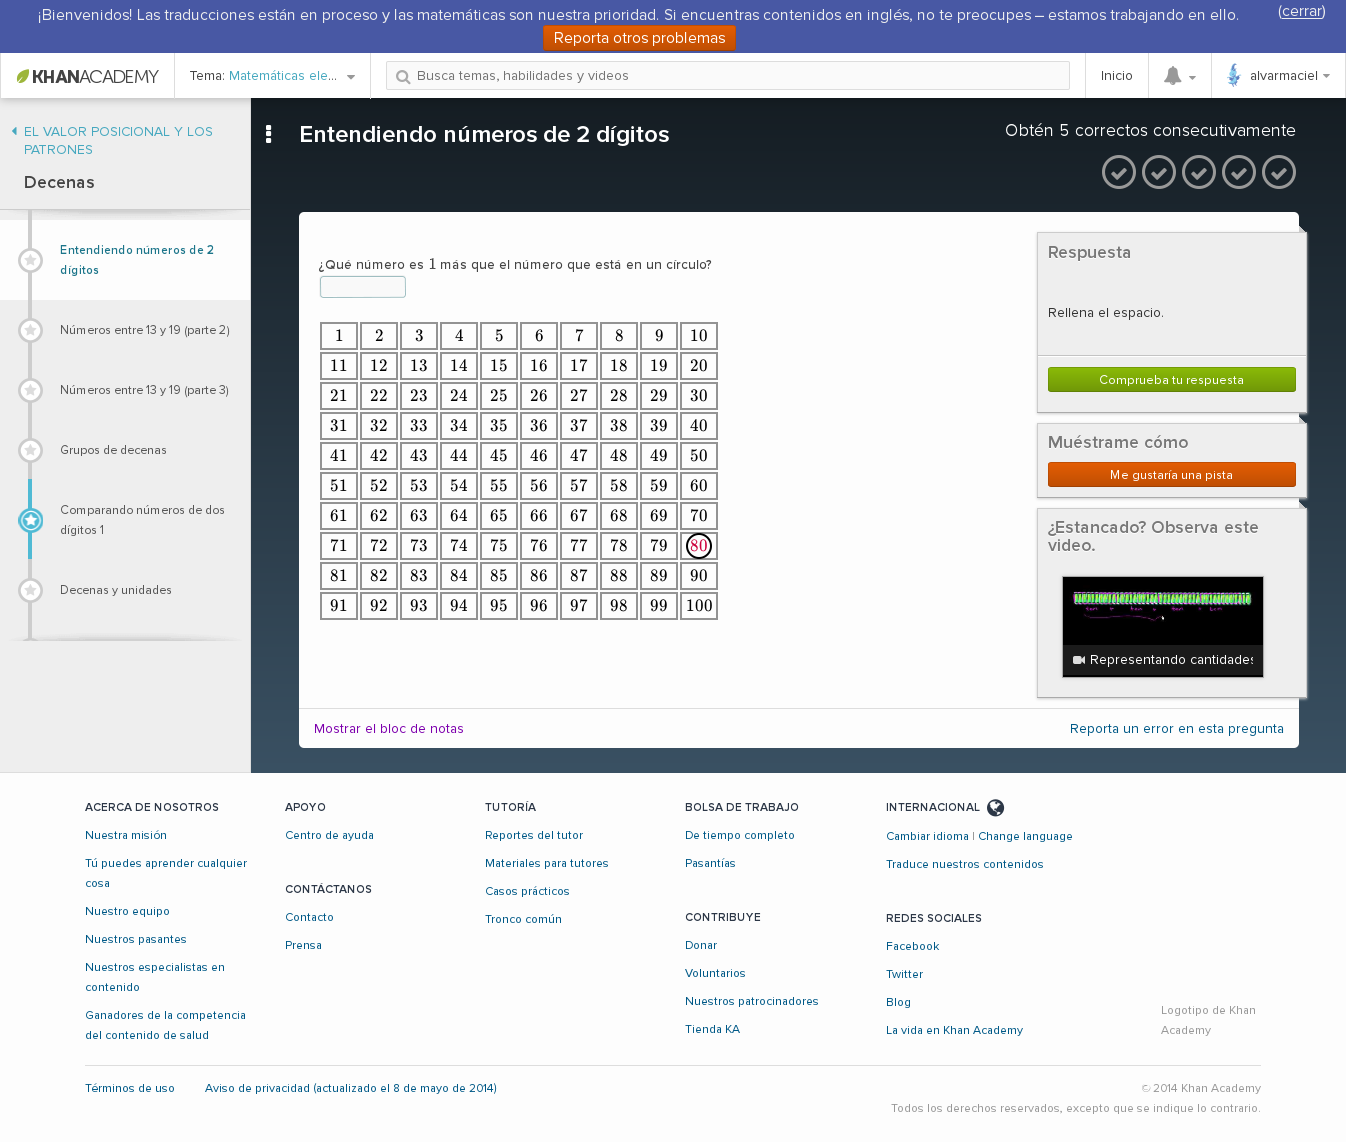 ¡Bienvenidos! Las traducciones están en proceso y las matemáticas son nuestra prioridad. Si encuentras contenidos en inglés, no te preocupes – estamos trabajando en ello.
(cerrar)
Reporta otros problemas
KHANACADEMY
Tema: Matemáticas ele...
Busca temas, habilidades y videos
Inicio
alvarmaciel
EL VALOR POSICIONAL Y LOS
PATRONES
Decenas
Entendiendo números de 2
dígitos
Números entre 13 y 19 (parte 2)
Números entre 13 y 19 (parte 3)
Grupos de decenas
Comparando números de dos
dígitos 1
Decenas y unidades
Entendiendo números de 2 dígitos
Obtén 5 correctos consecutivamente
¿Qué número es 1 más que el número que está en un círculo?
1 2 3 4 5 6 7 8 9 10
11 12 13 14 15 16 17 18 19 20
21 22 23 24 25 26 27 28 29 30
31 32 33 34 35 36 37 38 39 40
41 42 43 44 45 46 47 48 49 50
51 52 53 54 55 56 57 58 59 60
61 62 63 64 65 66 67 68 69 70
71 72 73 74 75 76 77 78 79 80
81 82 83 84 85 86 87 88 89 90
91 92 93 94 95 96 97 98 99 100
Respuesta
Rellena el espacio.
Comprueba tu respuesta
Muéstrame cómo
Me gustaría una pista
¿Estancado? Observa este
video.
Representando cantidades
Mostrar el bloc de notas
Reporta un error en esta pregunta
ACERCA DE NOSOTROS
Nuestra misión
Tú puedes aprender cualquier
cosa
Nuestro equipo
Nuestros pasantes
Nuestros especialistas en
contenido
Ganadores de la competencia
del contenido de salud
APOYO
Centro de ayuda
CONTÁCTANOS
Contacto
Prensa
TUTORÍA
Reportes del tutor
Materiales para tutores
Casos prácticos
Tronco común
BOLSA DE TRABAJO
De tiempo completo
Pasantías
CONTRIBUYE
Donar
Voluntarios
Nuestros patrocinadores
Tienda KA
INTERNACIONAL
Cambiar idioma | Change language
Traduce nuestros contenidos
REDES SOCIALES
Facebook
Twitter
Blog
La vida en Khan Academy
Logotipo de Khan
Academy
Términos de uso
Aviso de privacidad (actualizado el 8 de mayo de 2014)
© 2014 Khan Academy
Todos los derechos reservados, excepto que se indique lo contrario.